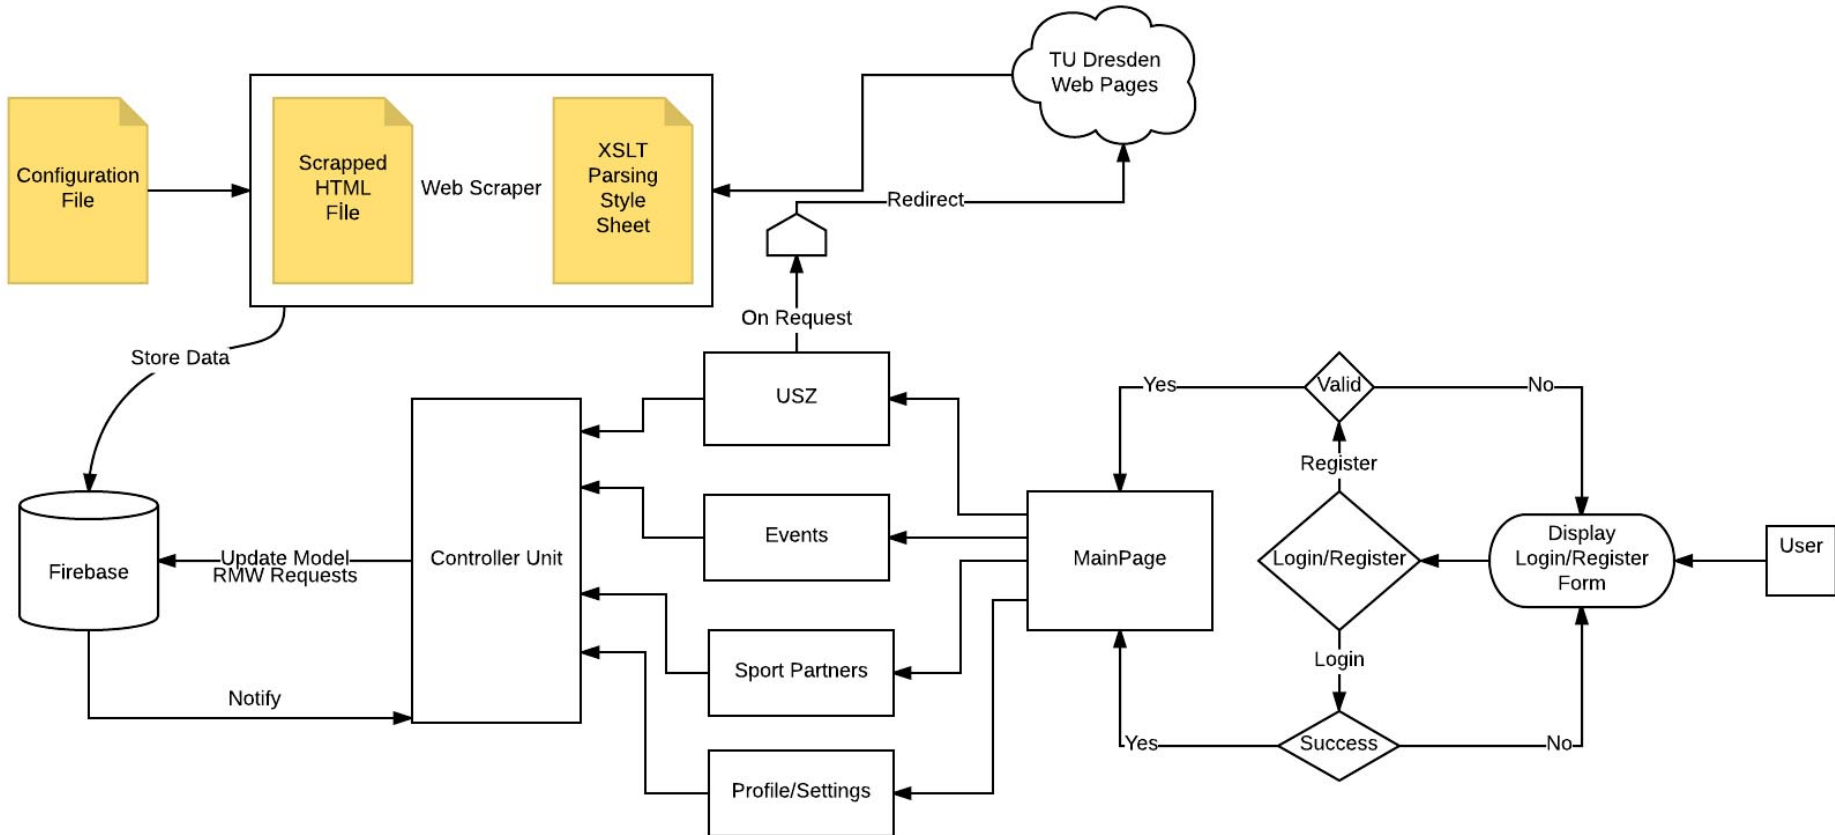 TU Dresden
Web Pages
Configuration
File
Scrapped
HTML
Fİle
Web Scraper
XSLT
Parsing
Style
Sheet
Redirect
On Request
Store Data
USZ
Yes
Valid
No
Register
Events
Firebase
Update Model
RMW Requests
Controller Unit
MainPage
Login/Register
Display
Login/Register
Form
User
Login
Sport Partners
Notify
Yes
Success
No
Profile/Settings